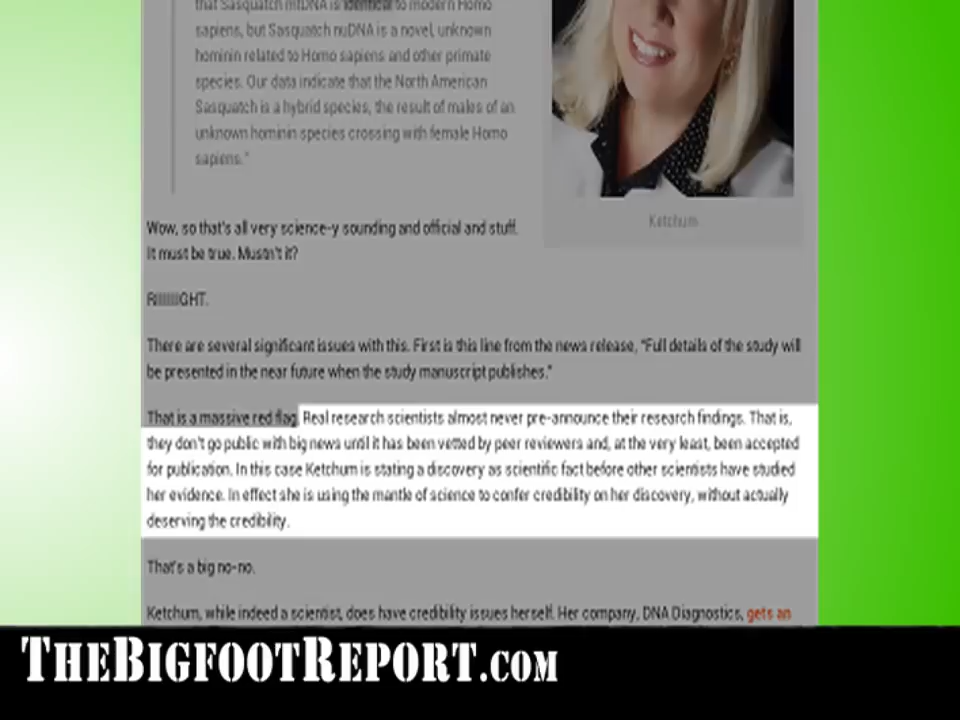 that Sasquatch mtDNA is identical to modern Homo
sapiens, but Sasquatch nuDNA is a novel, unknown
hominin related to Homo sapiens and other primate
species. Our data indicate that the North American
Sasquatch is a hybrid species, the result of males of an
unknown hominin species crossing with female Homo
sapiens."
Ketchum
Wow, so that's all very science-y sounding and official and stuff.
It must be true. Mustn't it?
RIIIIIIGHT.
There are several significant issues with this. First is this line from the news release, "Full details of the study will
be presented in the near future when the study manuscript publishes."
That is a massive red flag. Real research scientists almost never pre-announce their research findings. That is,
they don't go public with big news until it has been vetted by peer reviewers and, at the very least, been accepted
for publication. In this case Ketchum is stating a discovery as scientific fact before other scientists have studied
her evidence. In effect she is using the mantle of science to confer credibility on her discovery, without actually
deserving the credibility.
That's a big no-no.
Ketchum, while indeed a scientist, does have credibility issues herself. Her company, DNA Diagnostics, gets an
THEBIGFOOTREPORT.COM